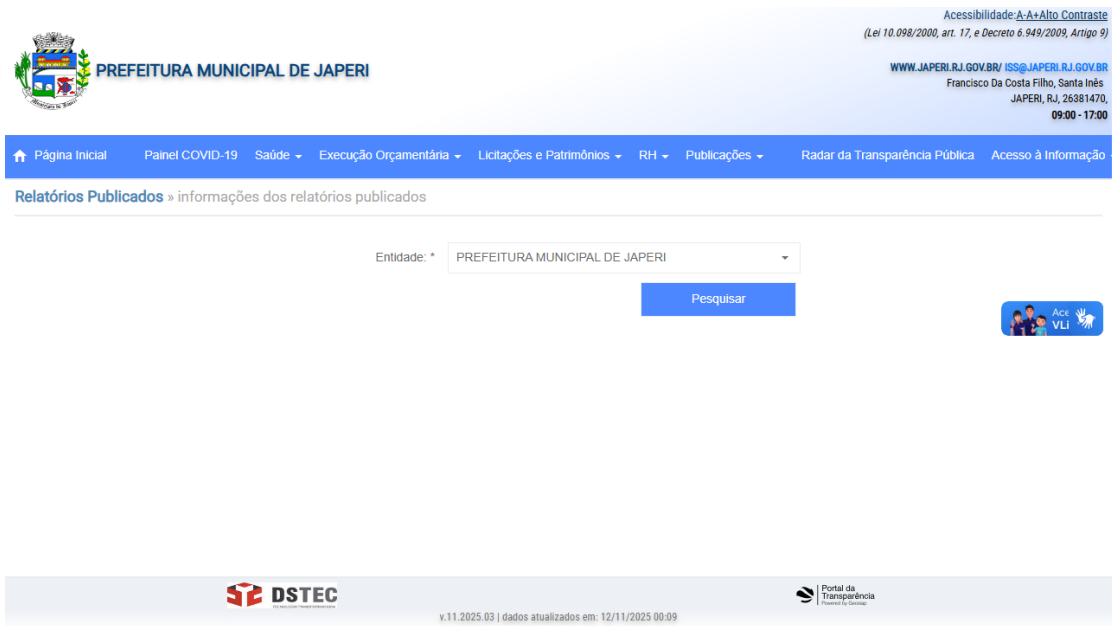 Acessibilidade:A-A+Alto Contraste
(Lei 10.098/2000, art. 17, e Decreto 6.949/2009, Artigo 9)
PREFEITURA MUNICIPAL DE JAPERI
WWW.JAPERI.RJ.GOV.BR/ ISS@JAPERI.RJ.GOV.BR
Francisco Da Costa Filho, Santa Inês
JAPERI, RJ, 26381470,
09:00 - 17:00
Página Inicial Painel COVID-19 Saúde Execução Orçamentária Licitações e Patrimônios RH Publicações Radar da Transparência Pública Acesso à Informação
Relatórios Publicados » informações dos relatórios publicados
Entidade: * PREFEITURA MUNICIPAL DE JAPERI
Pesquisar
Ace
VLi
DSTEC
Portal da
Transparência
v.11.2025.03 | dados atualizados em: 12/11/2025 00:09